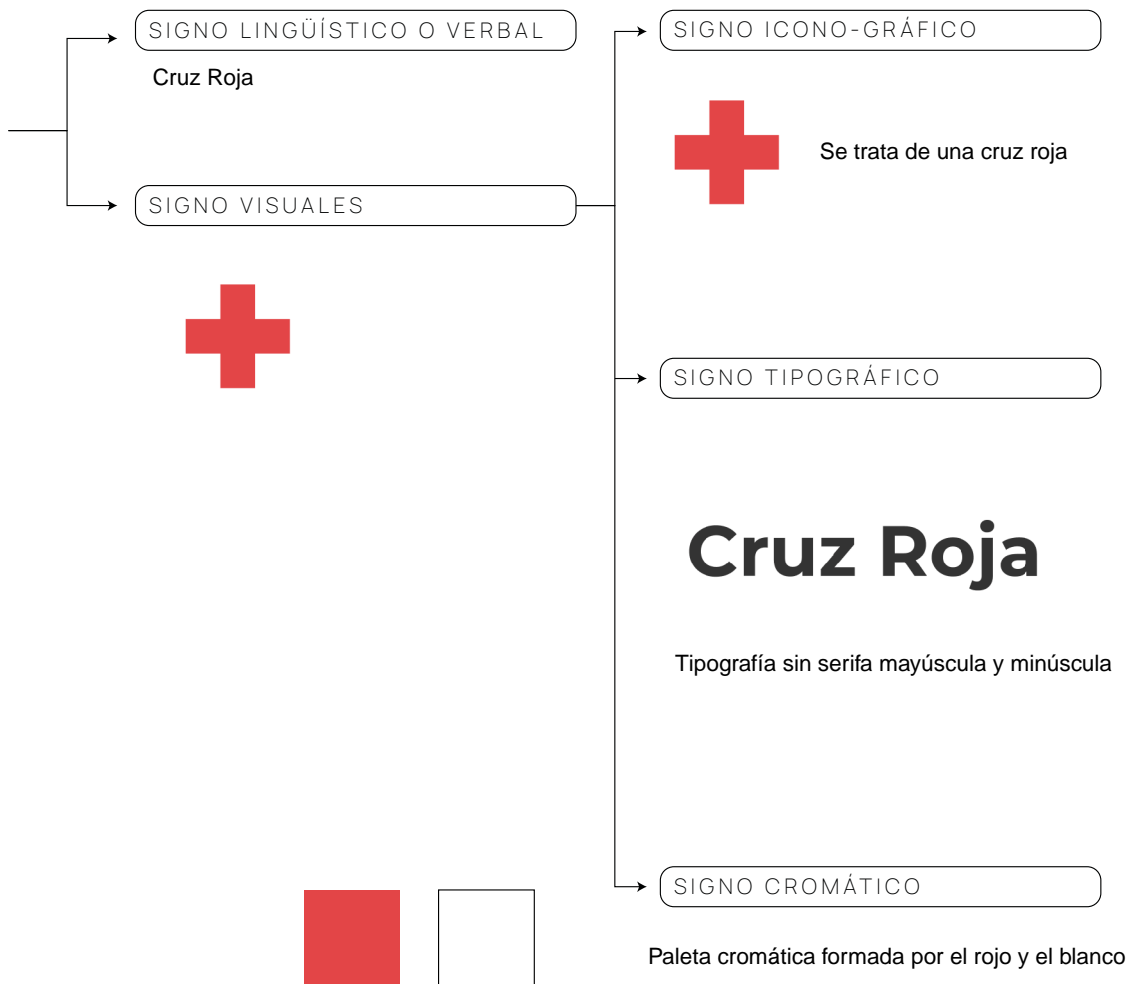 SIGNO LINGÜÍSTICO O VERBAL
Cruz Roja
SIGNO VISUALES
SIGNO ICONO-GRÁFICO
Se trata de una cruz roja
SIGNO TIPOGRÁFICO
Cruz Roja
Tipografía sin serifa mayúscula y minúscula
SIGNO CROMÁTICO
Paleta cromática formada por el rojo y el blanco